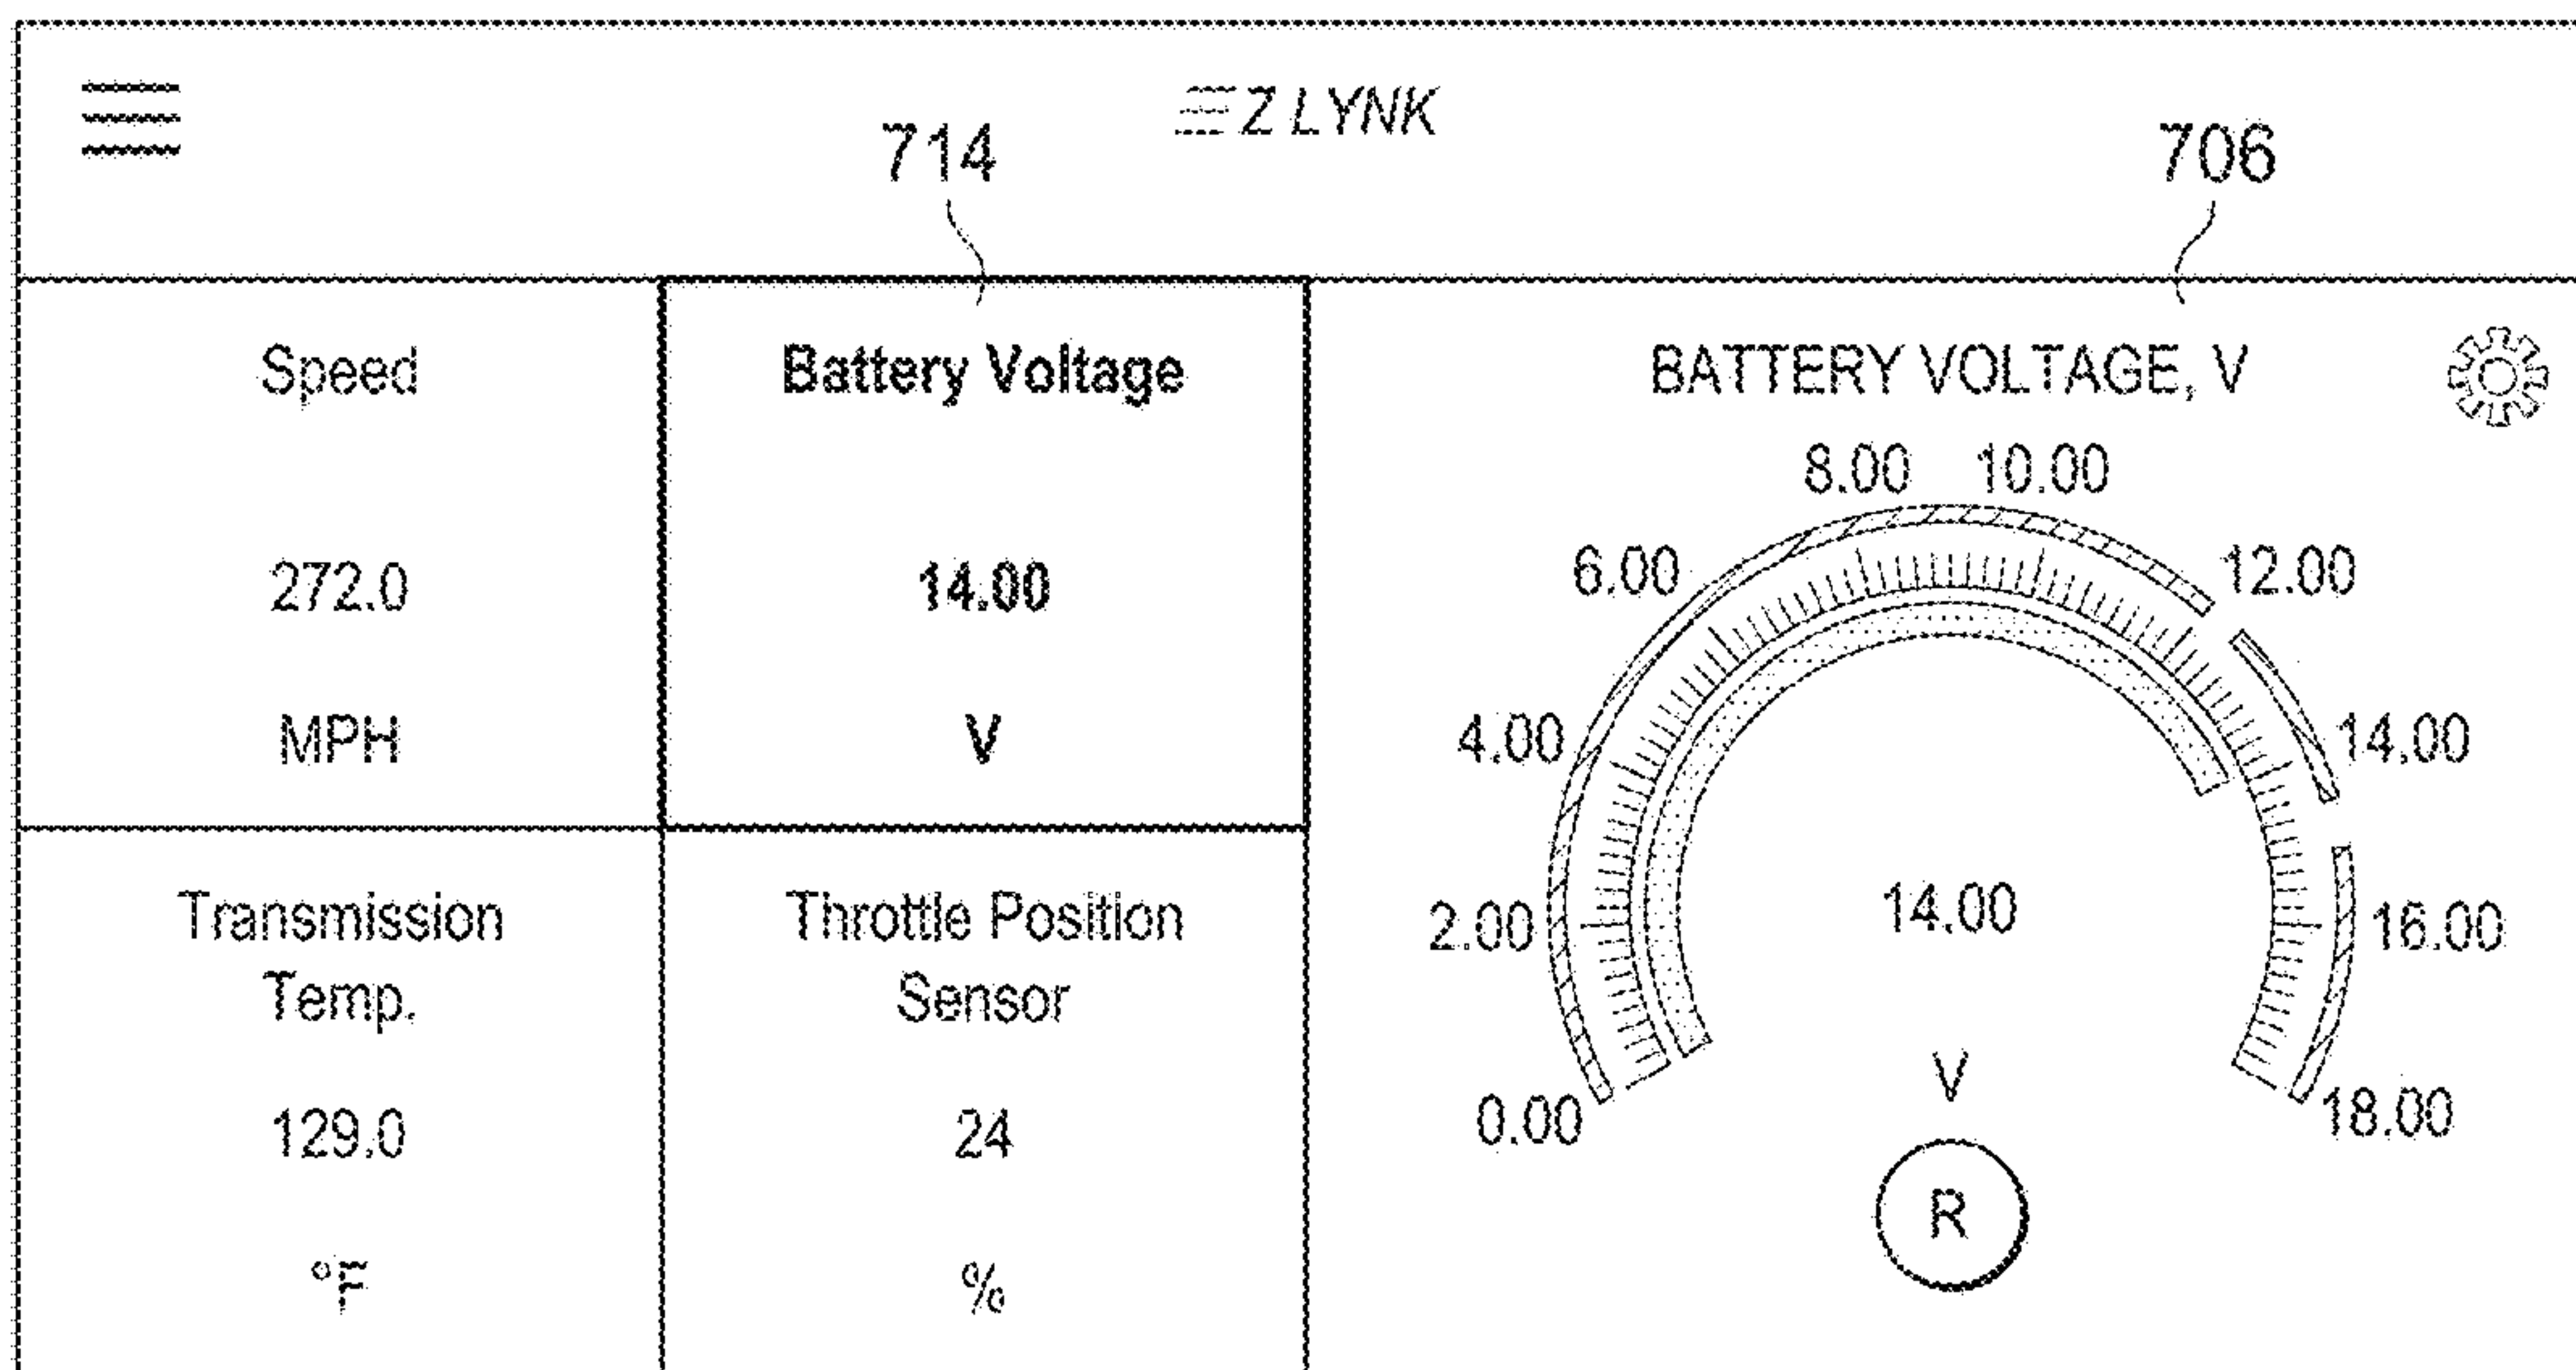 ΞZ LYNK
714
706
Speed
272.0
MPH
Battery Voltage
14.00
V
Transmission
Temp.
129.0
°F
Throttle Position
Sensor
24
%
BATTERY VOLTAGE, V
0.00
2.00
4.00
6.00
8.00
10.00
12.00
14.00
16.00
18.00
14.00
V
R